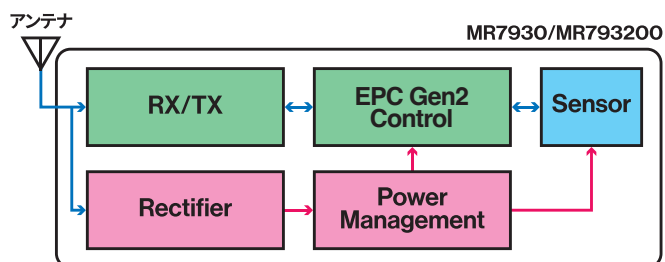 アンテナ
MR7930/MR793200
RX/TX
EPC Gen2
Control
Sensor
Rectifier
Power
Management